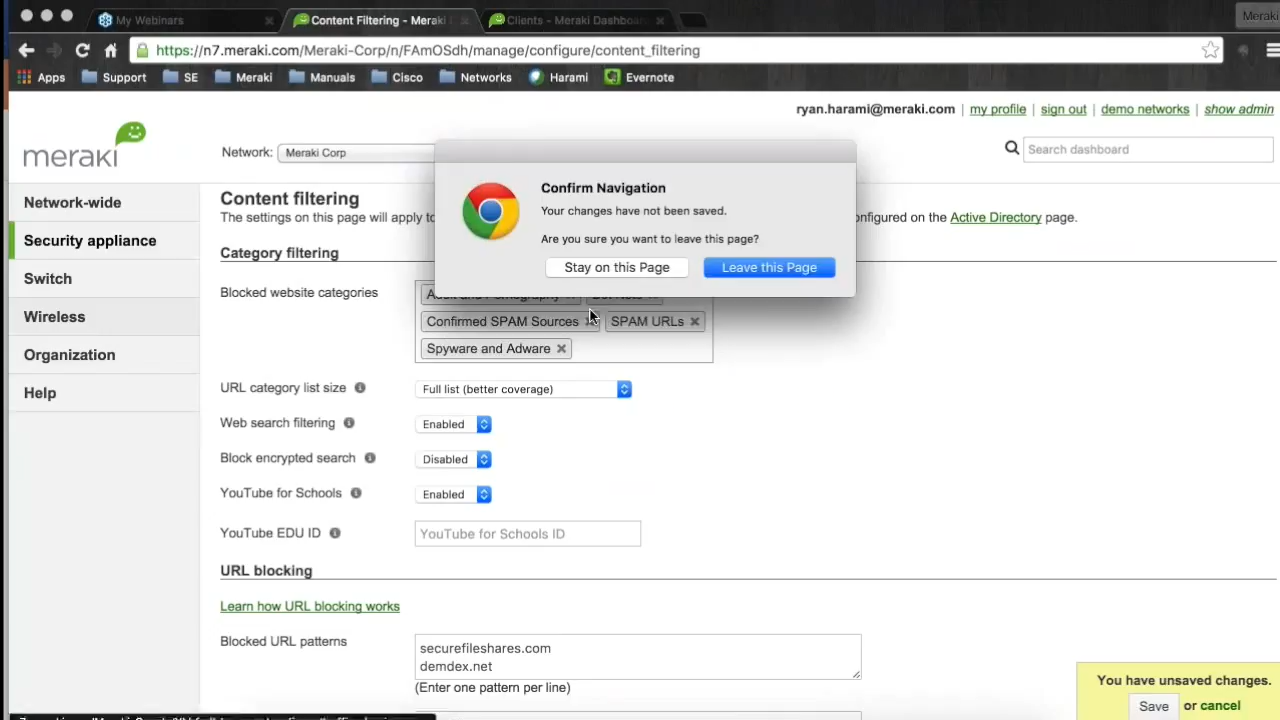 My Webinars
Content Filtering - Meraki
Clients - Meraki Dashboard
Meraki
https://n7.meraki.com/Meraki-Corp/n/FAmOSdh/manage/configure/content_filtering
Apps Support SE Meraki Manuals Cisco Networks Harami Evernote
ryan.harami@meraki.com | my profile | sign out | demo networks | show admin
meraki
Network: Meraki Corp
Search dashboard
Confirm Navigation
Your changes have not been saved.
Are you sure you want to leave this page?
Stay on this Page
Leave this Page
Network-wide
Security appliance
Switch
Wireless
Organization
Help
Content filtering
The settings on this page will apply to
onfigured on the Active Directory page.
Category filtering
Blocked website categories
Confirmed SPAM Sources
SPAM URLs
Spyware and Adware
URL category list size
Full list (better coverage)
Web search filtering
Enabled
Block encrypted search
Disabled
YouTube for Schools
Enabled
YouTube EDU ID
YouTube for Schools ID
URL blocking
Learn how URL blocking works
Blocked URL patterns
securefileshares.com
demdex.net
(Enter one pattern per line)
You have unsaved changes.
Save or cancel